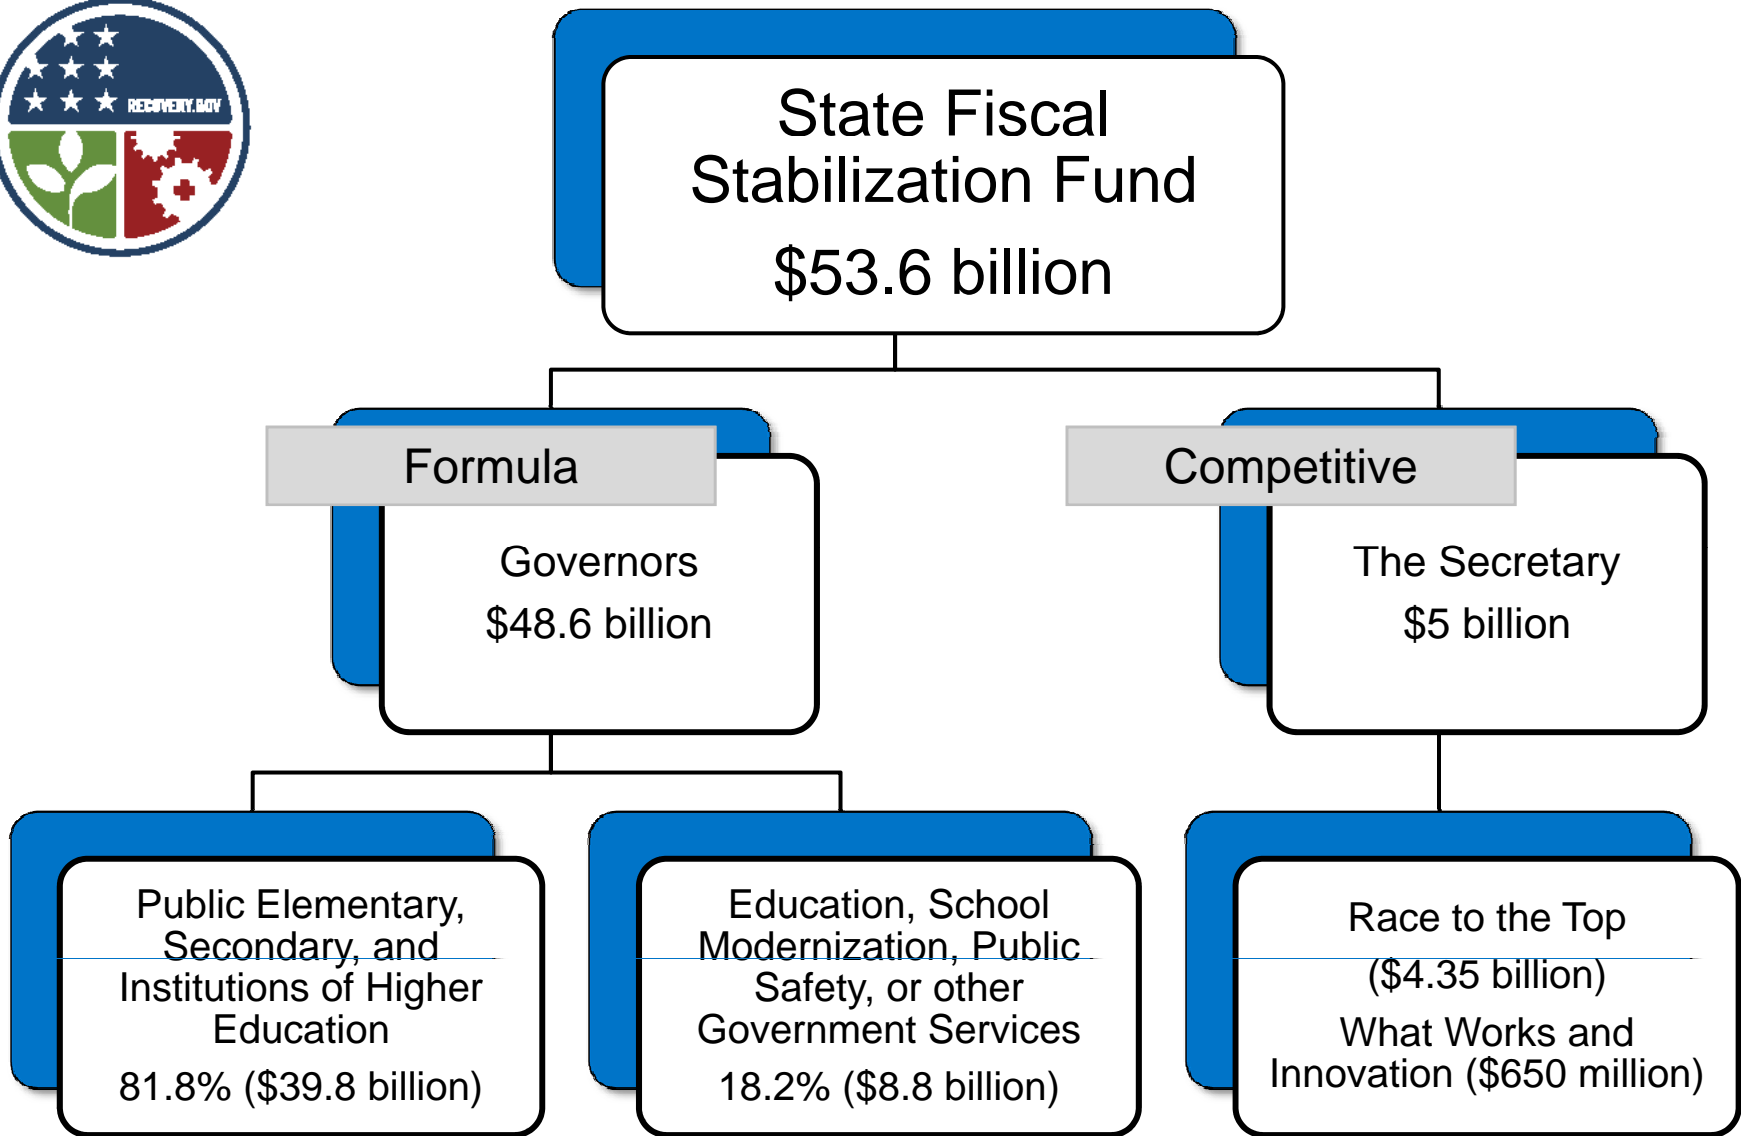 RECOVERY.GOV
State Fiscal
Stabilization Fund
$53.6 billion
Formula
Governors
$48.6 billion
Competitive
The Secretary
$5 billion
Public Elementary,
Secondary, and
Institutions of Higher
Education
81.8% ($39.8 billion)
Education, School
Modernization, Public
Safety, or other
Government Services
18.2% ($8.8 billion)
Race to the Top
($4.35 billion)
What Works and
Innovation ($650 million)